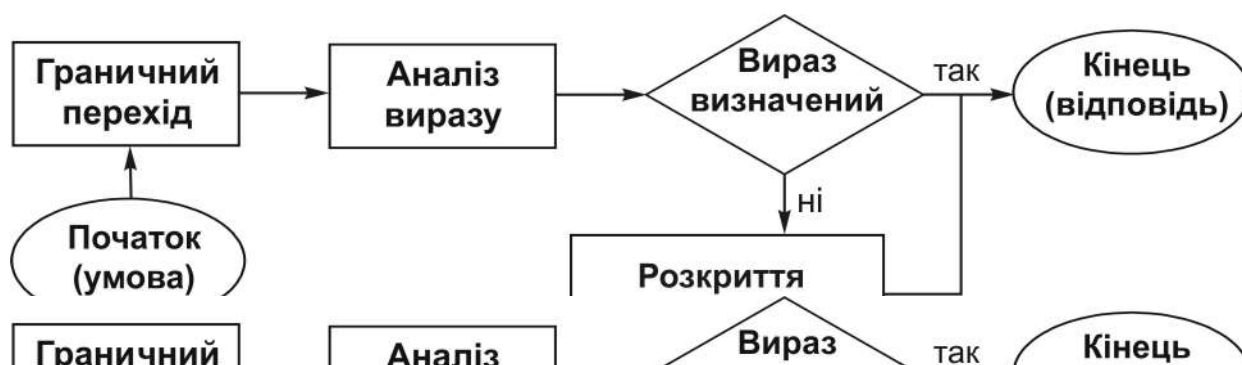 Граничний
перехід
Аналіз
виразу
Вираз
визначений
так
Кінець
(відповідь)
ні
Початок
(умова)
Розкриття
Граничний
Аналіз
Вираз
так
Кінець